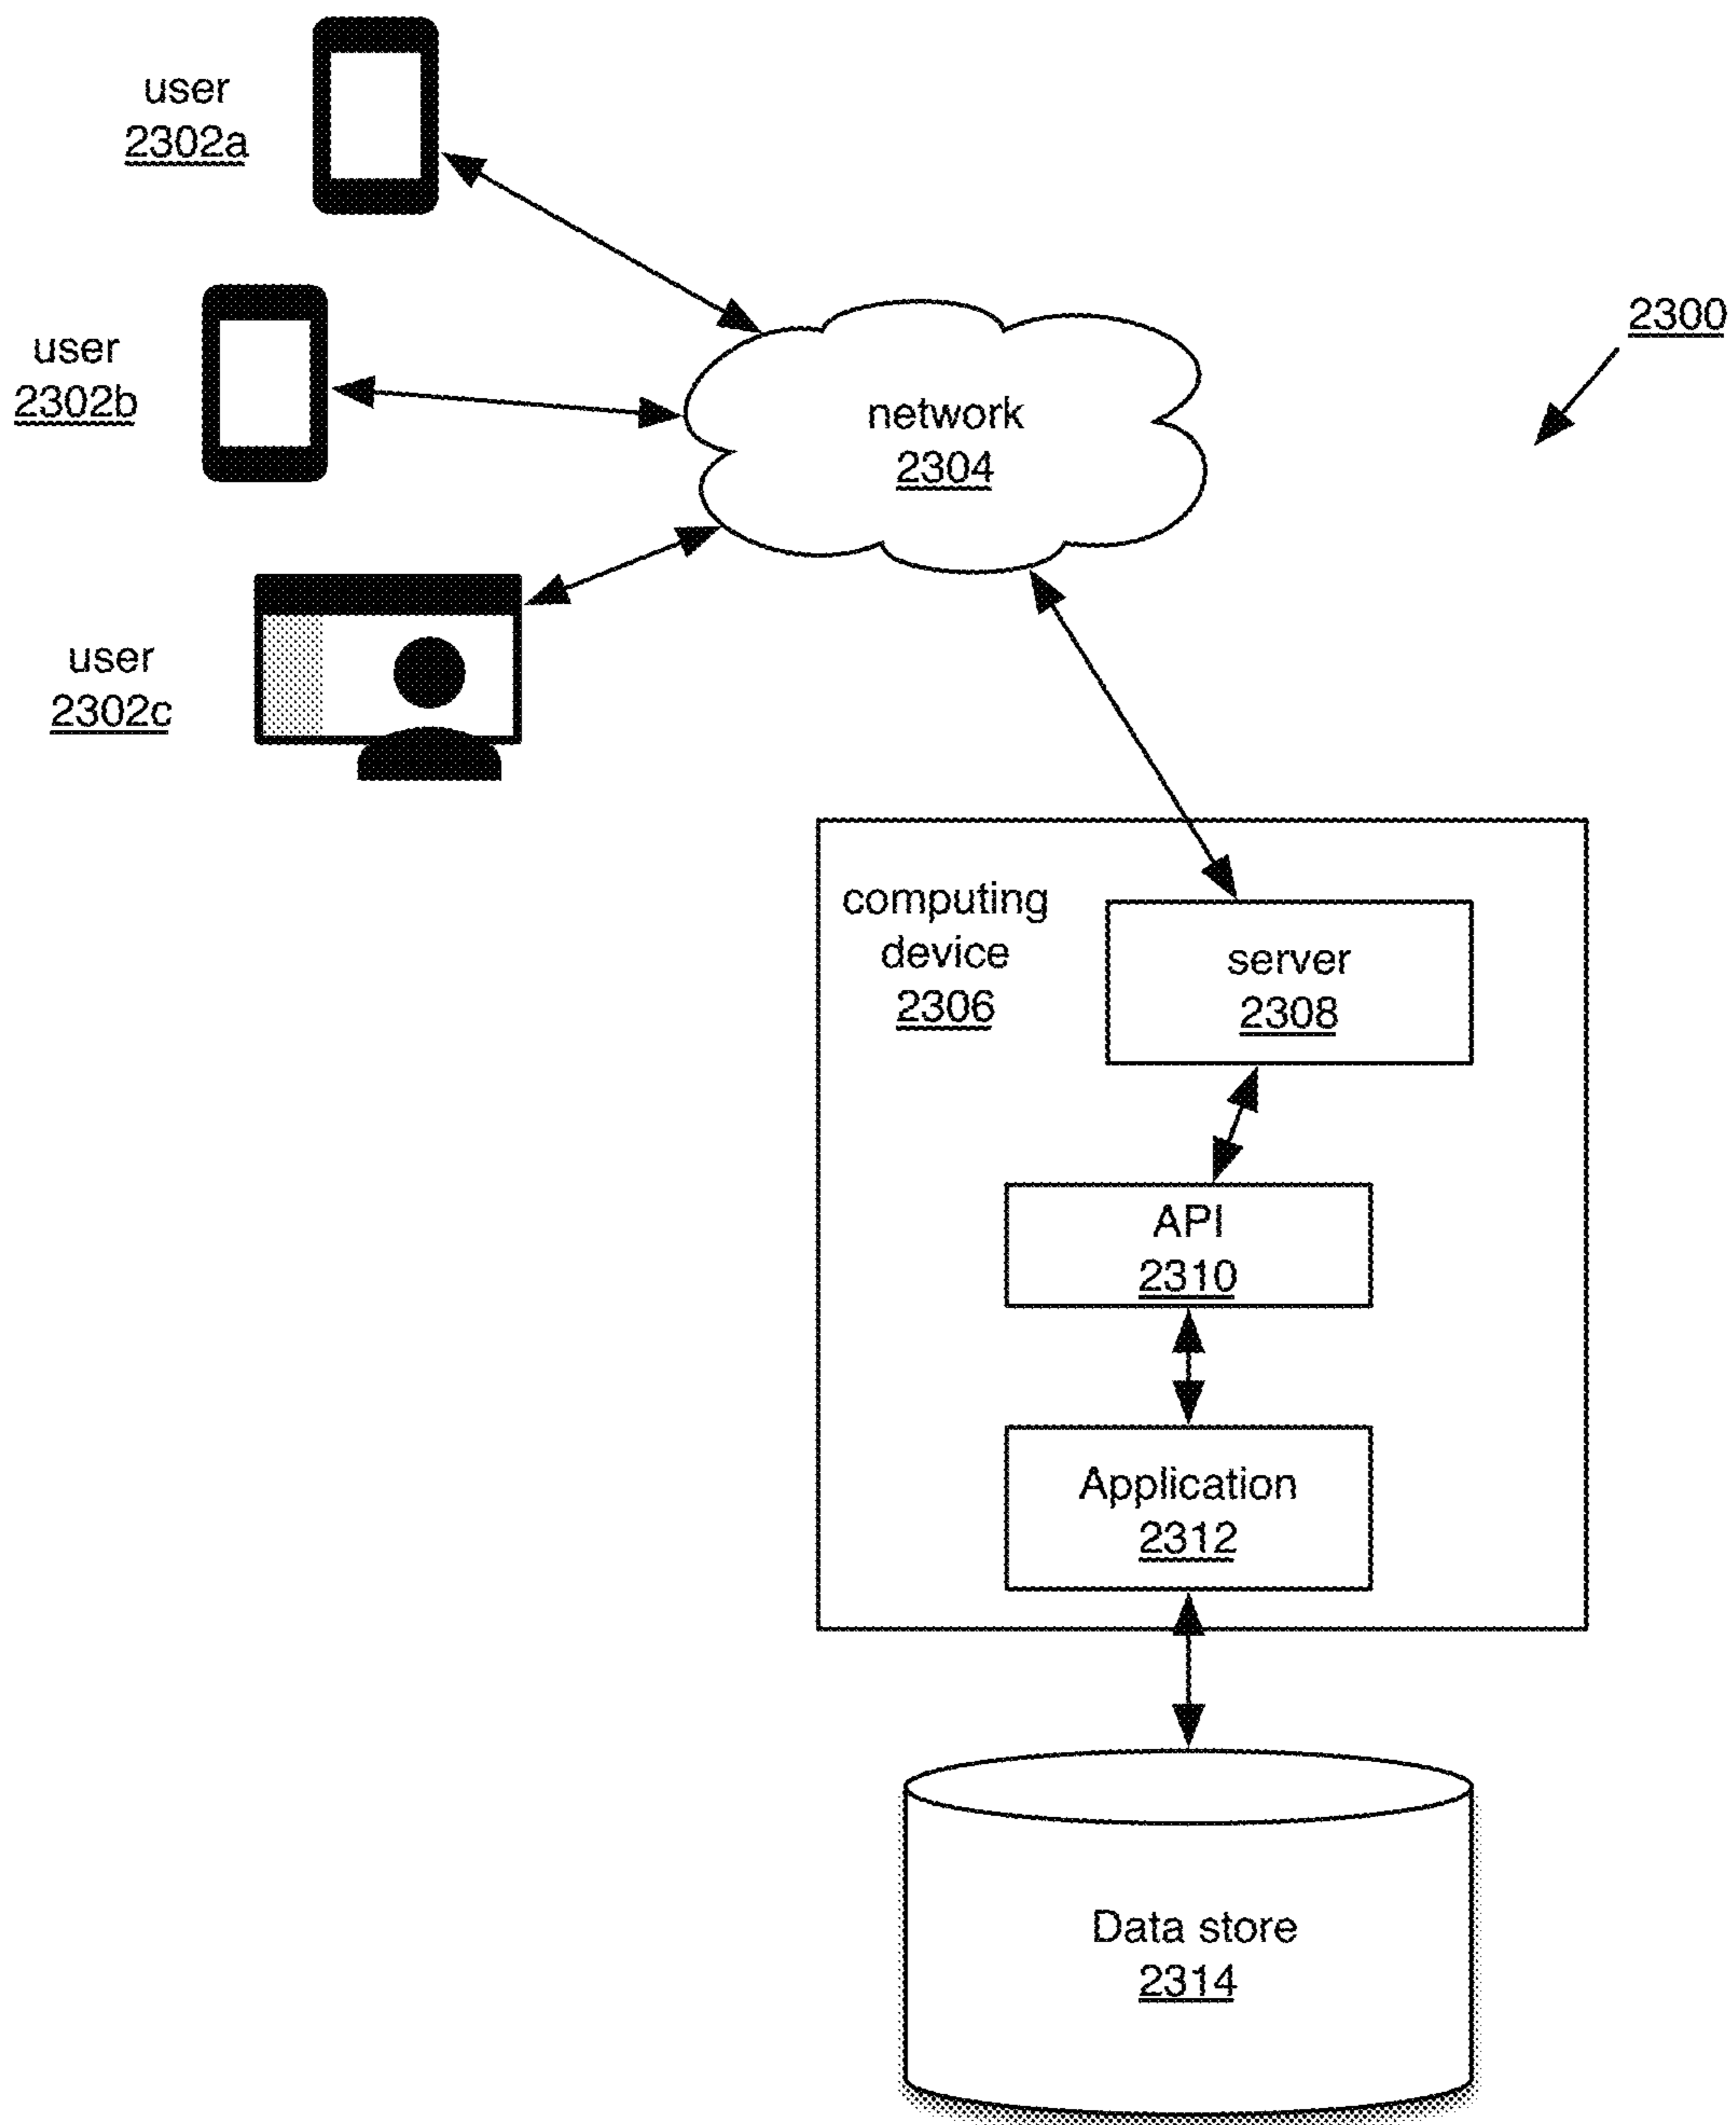 user
2302a
user
2302b
user
2302c
network
2304
2300
computing
device
2306
server
2308
API
2310
Application
2312
Data store
2314